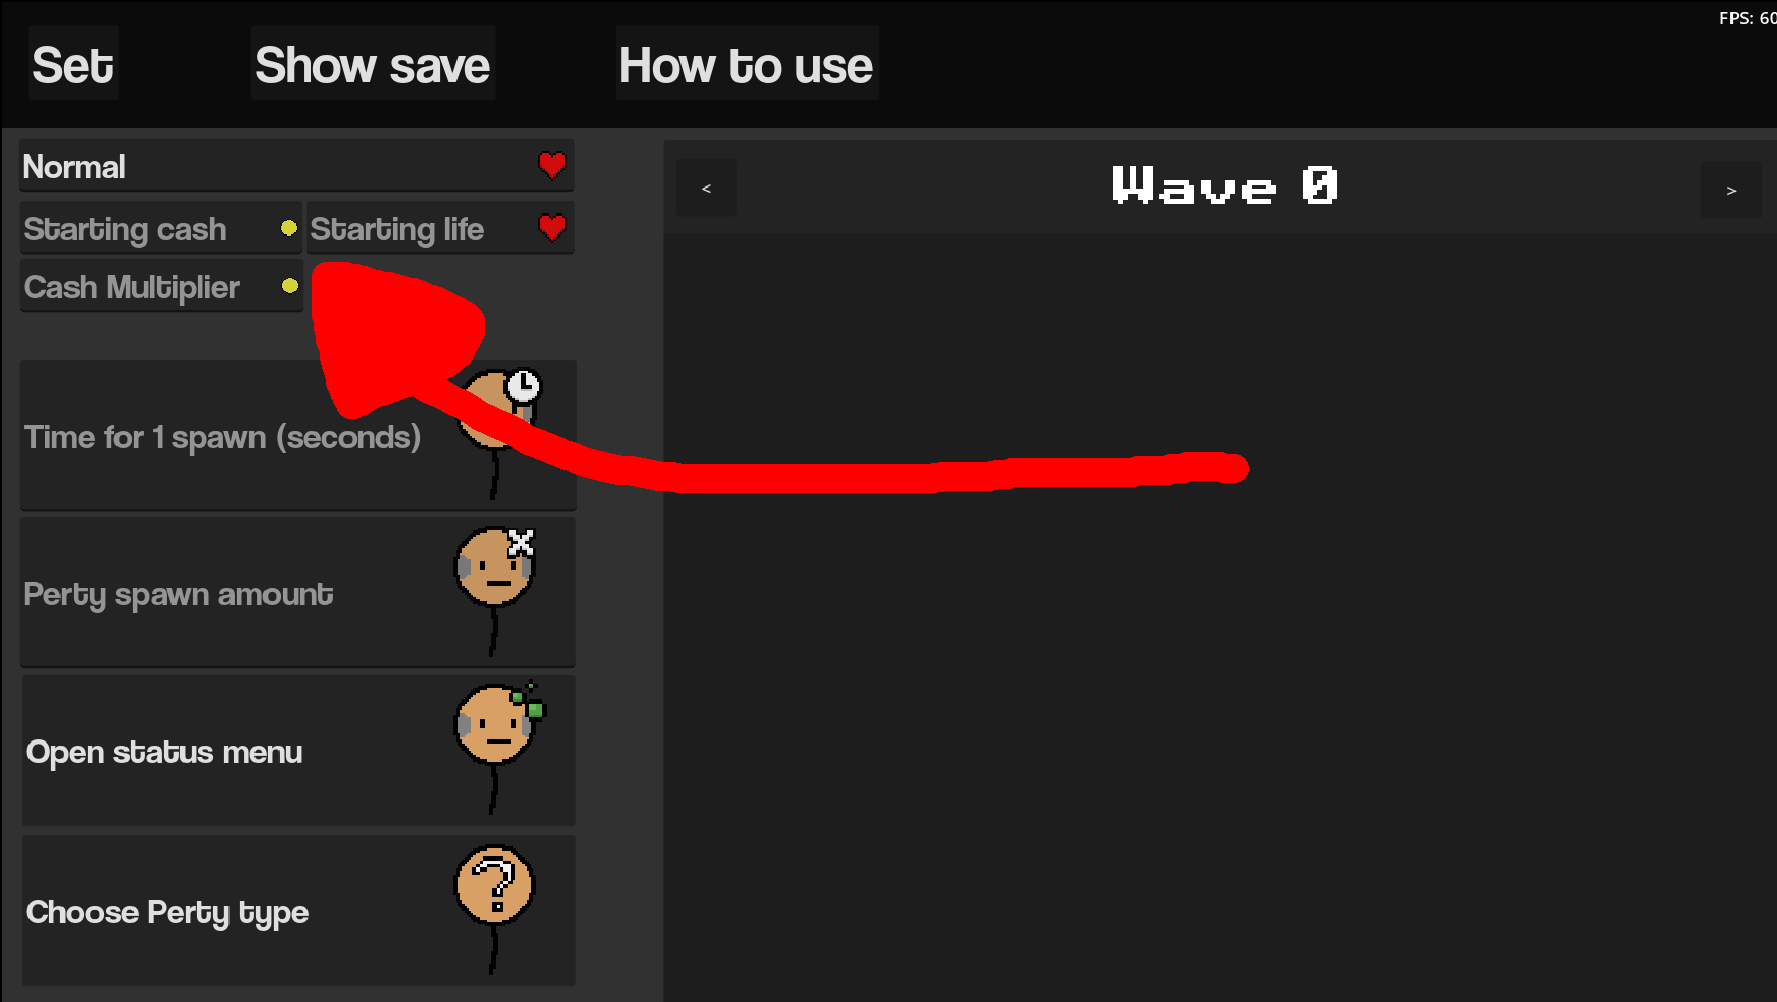 FPS: 60
Set
Show save
How to use
Normal
Starting cash
Starting life
Cash Multiplier
Time for 1 spawn (seconds)
Perty spawn amount
Open status menu
Choose Perty type
?
<
Wave 0
>